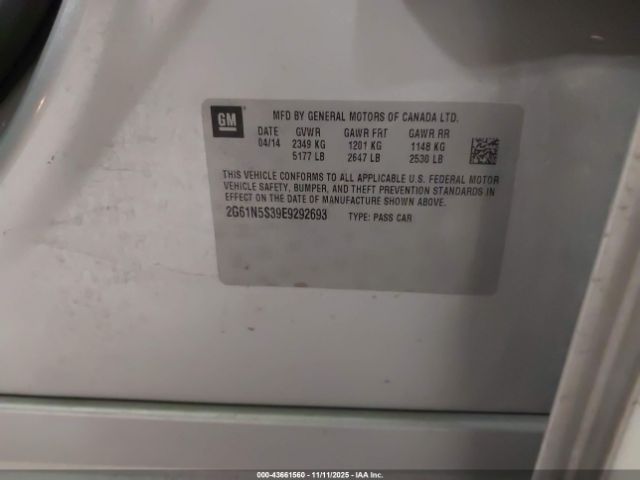 GM
MFD BY GENERAL MOTORS OF CANADA LTD.
DATE GVWR GAWR FRT GAWR RR
04/14 2349 KG 1201 KG 1148 KG
5177 LB 2647 LB 2530 LB
THIS VEHICLE CONFORMS TO ALL APPLICABLE U.S. FEDERAL MOTOR
VEHICLE SAFETY, BUMPER, AND THEFT PREVENTION STANDARDS IN
EFFECT ON THE DATE OF MANUFACTURE SHOWN ABOVE.
2G61N5S39E9292693 TYPE: PASS CAR
000-43661560 - 11/11/2025 - IAA Inc.